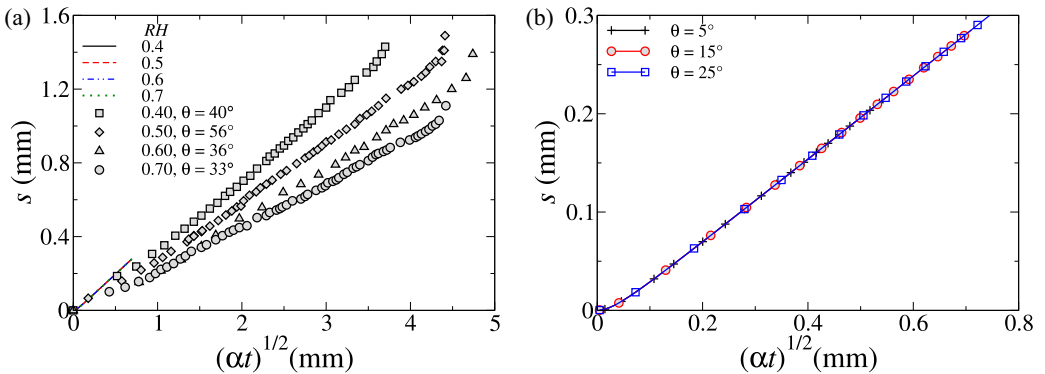 (a)
1.6
1.2
0.8
0.4
0
s (mm)
RH
0.4
0.5
0.6
0.7
0.40, θ = 40°
0.50, θ = 56°
0.60, θ = 36°
0.70, θ = 33°
0 1 2 3 4 5
(αt)^1/2 (mm)
(b)
0.3
0.2
0.1
0
s (mm)
θ = 5°
θ = 15°
θ = 25°
0 0.2 0.4 0.6 0.8
(αt)^1/2 (mm)